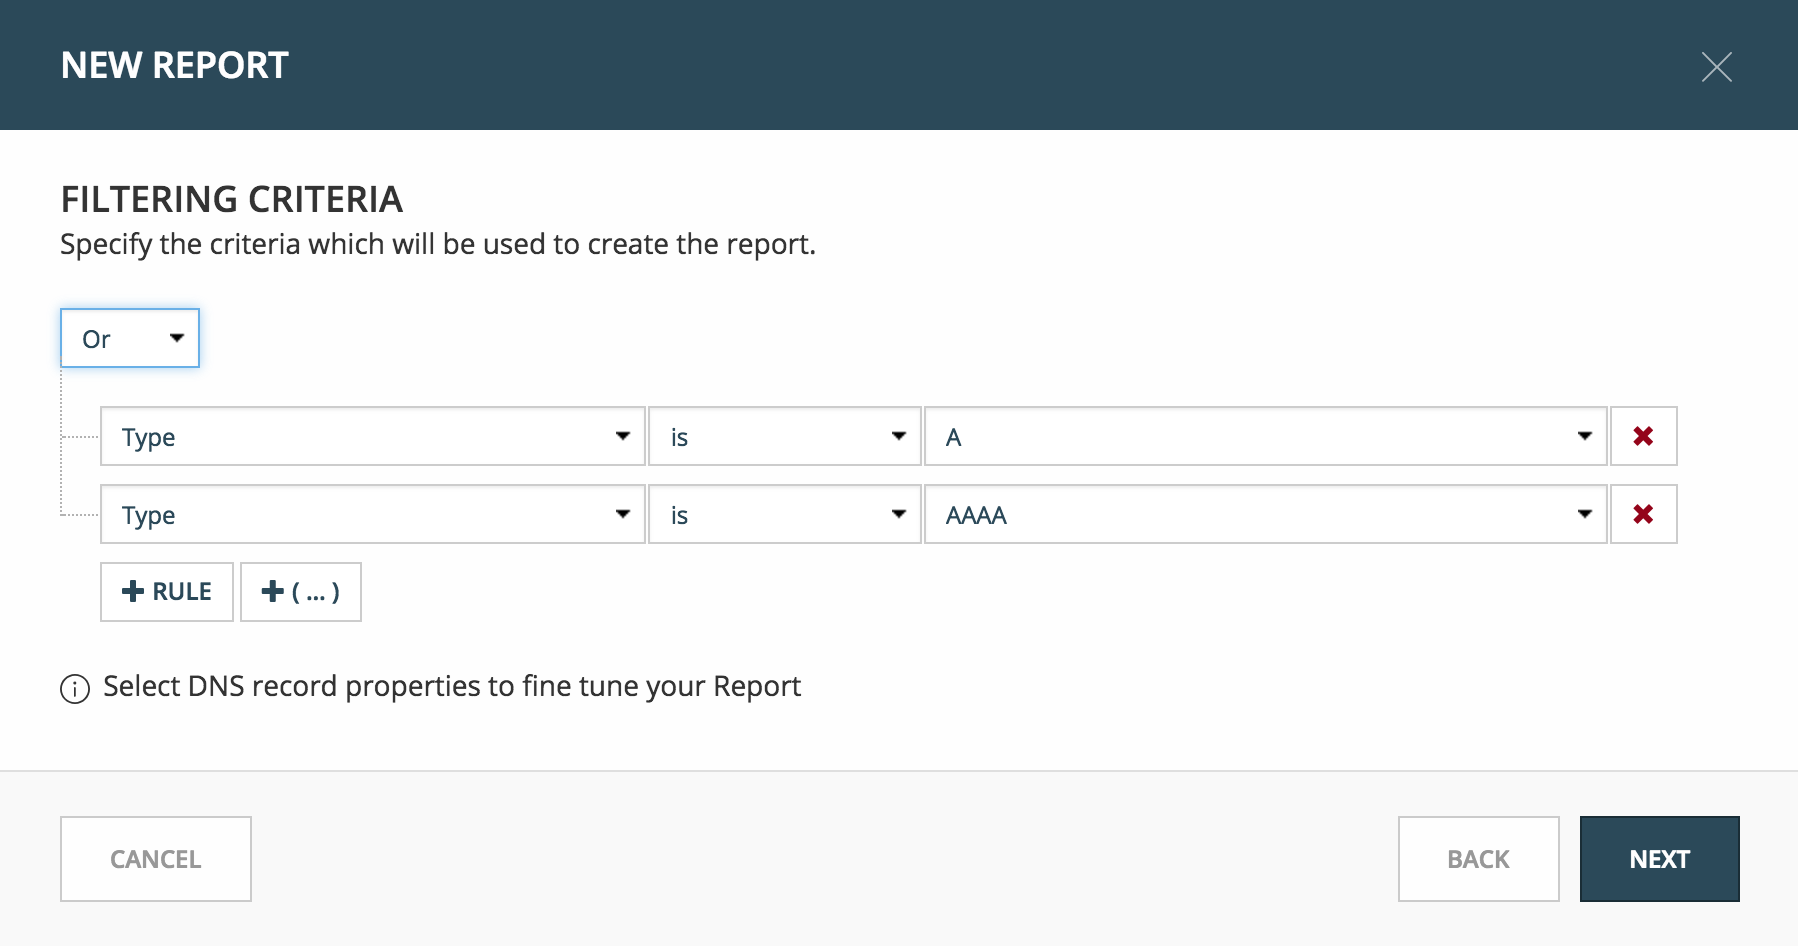 NEW REPORT
FILTERING CRITERIA
Specify the criteria which will be used to create the report.
Or
Type is A
Type is AAAA
RULE ( ... )
Select DNS record properties to fine tune your Report
CANCEL BACK NEXT